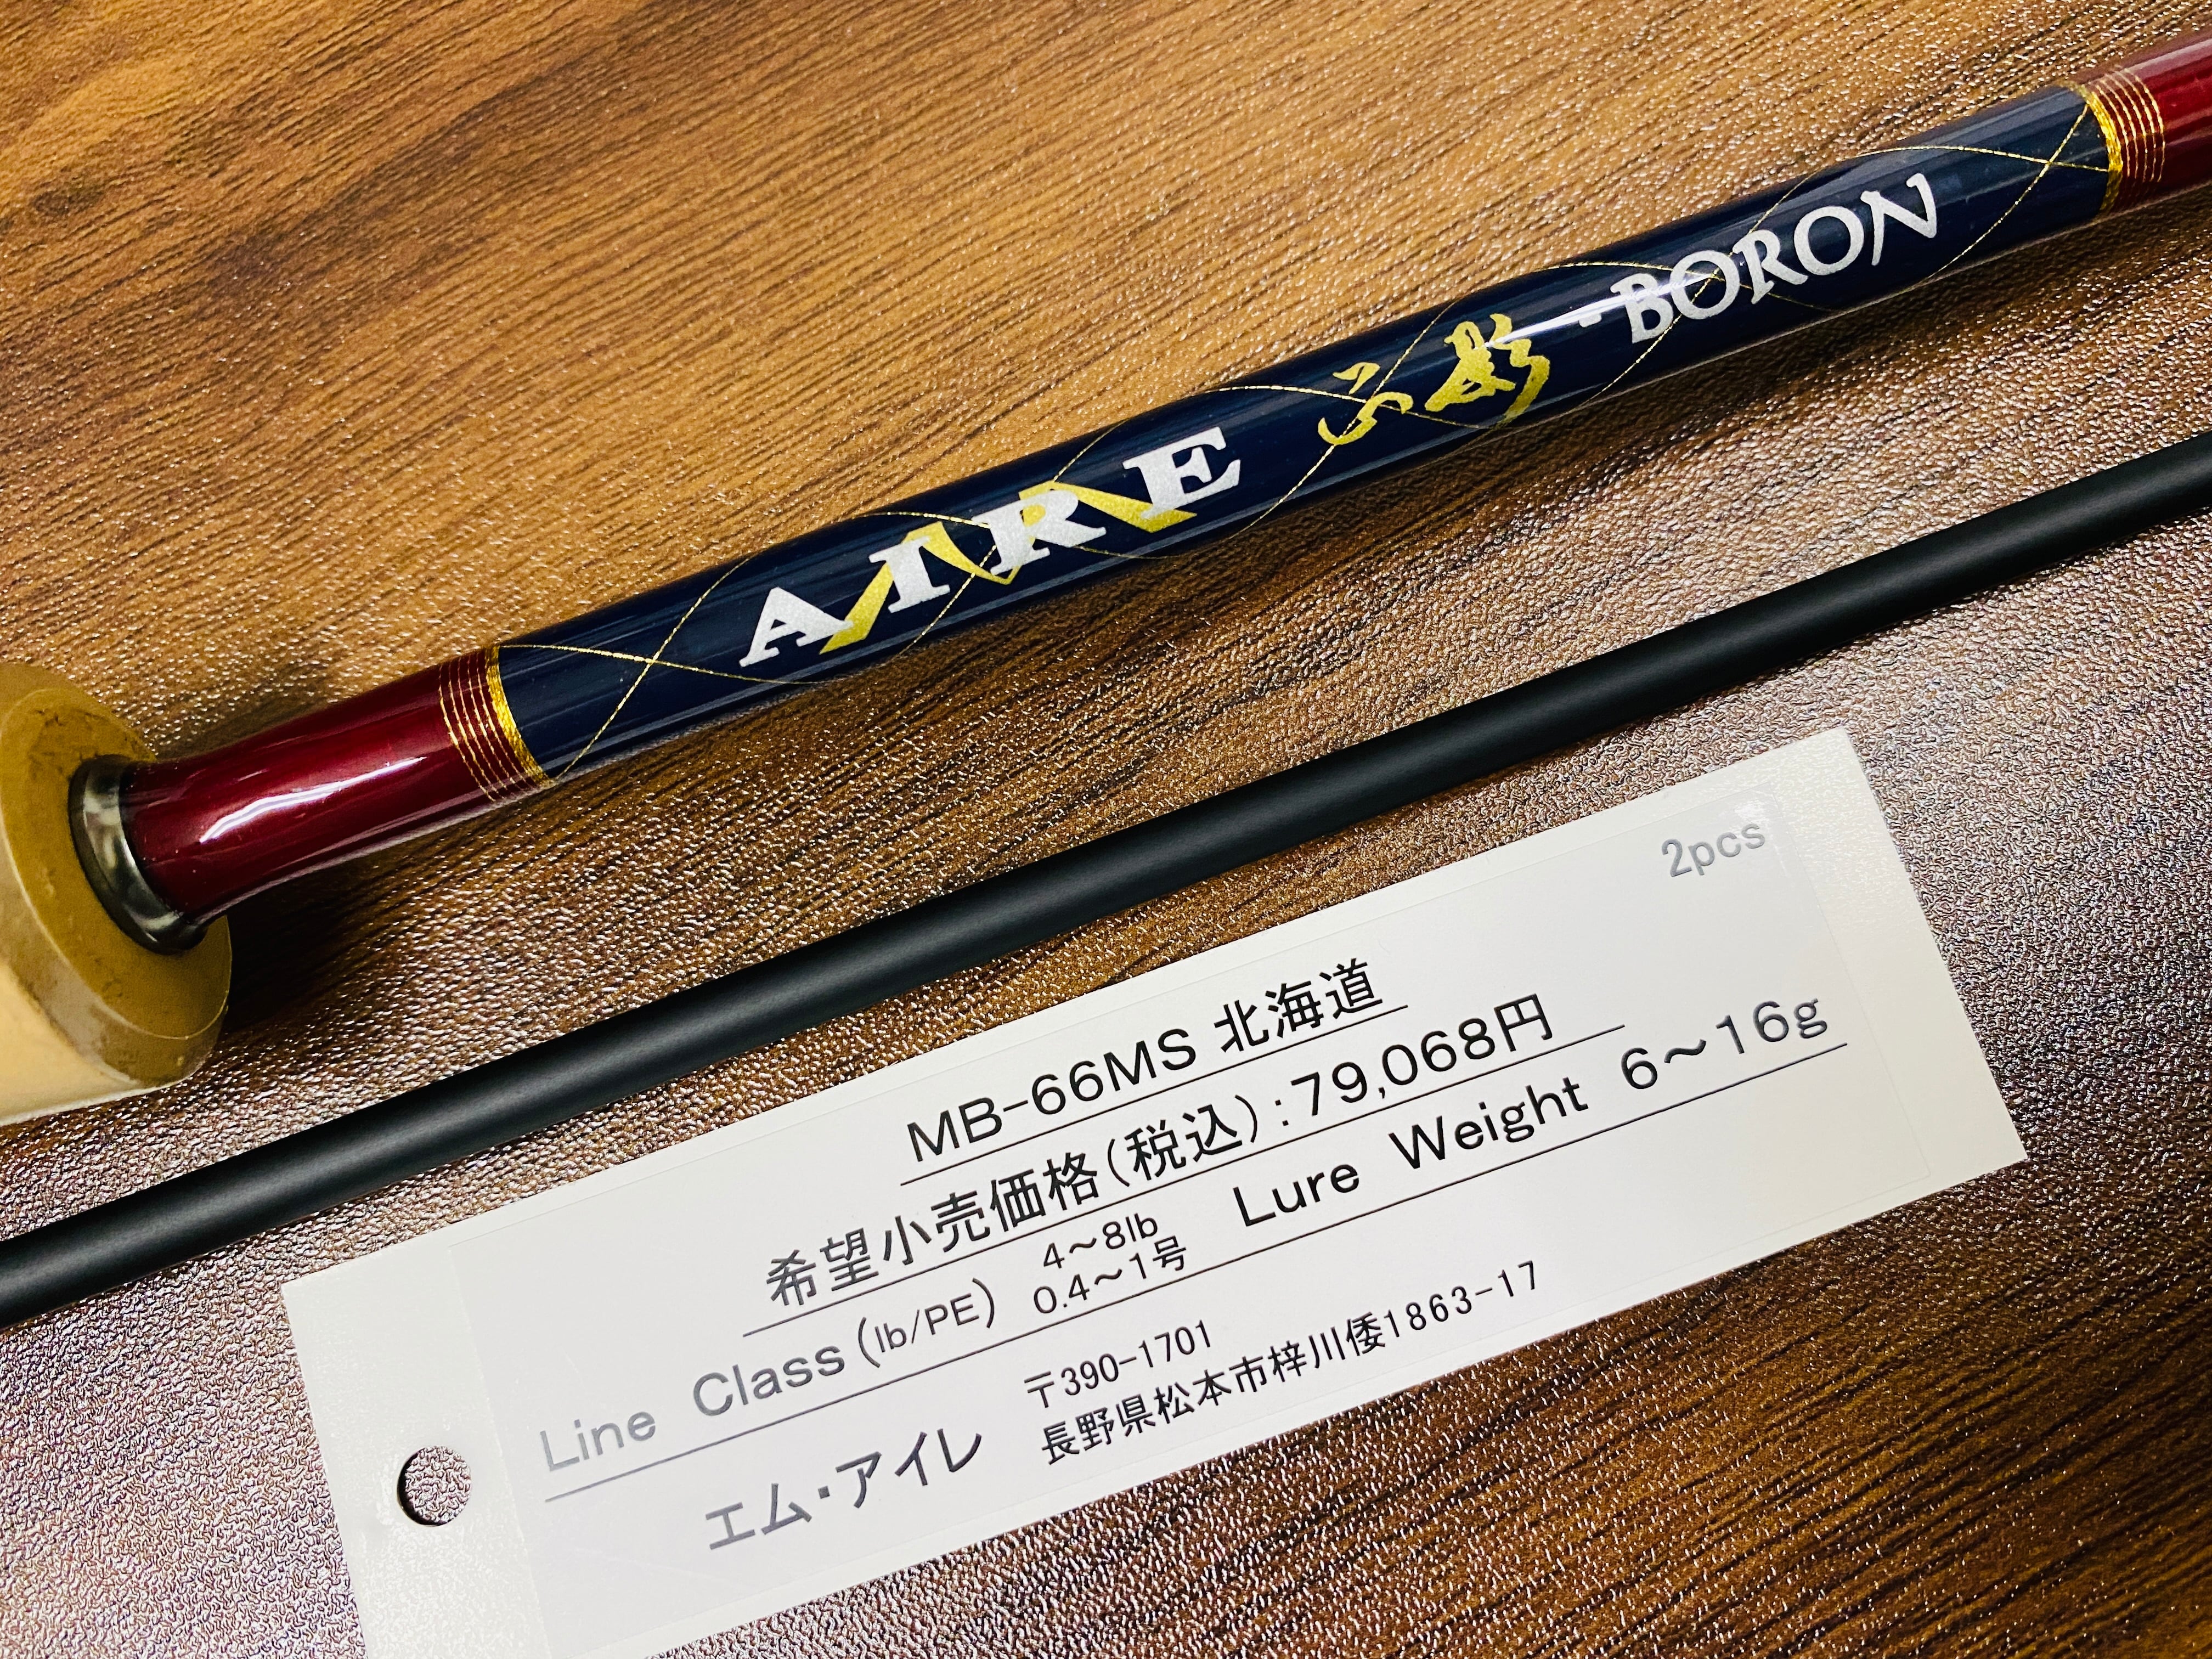 AIRE 心影 -BORON
2pcs
MB-66MS 北海道
希望小売価格(税込):79,068円
Line Class(lb/PE) 4～8lb 0.4～1号 Lure Weight 6～16g
エム・アイレ 〒390-1701
長野県松本市梓川倭1863-17